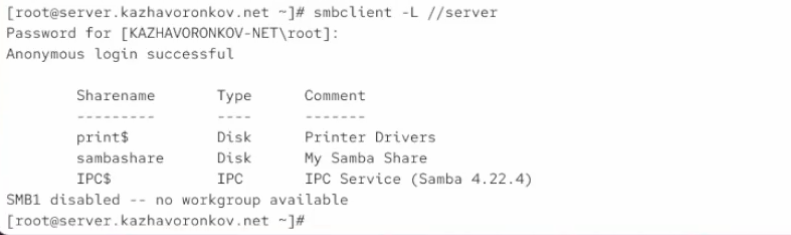 [root@server.kazhavoronkov.net ~]# smbclient -L //server
Password for [KAZHAVORONKOV-NET\root]:
Anonymous login successful
Sharename Type Comment
--------- ---- -------
print$ Disk Printer Drivers
sambashare Disk My Samba Share
IPC$ IPC IPC Service (Samba 4.22.4)
SMB1 disabled -- no workgroup available
[root@server.kazhavoronkov.net ~]#